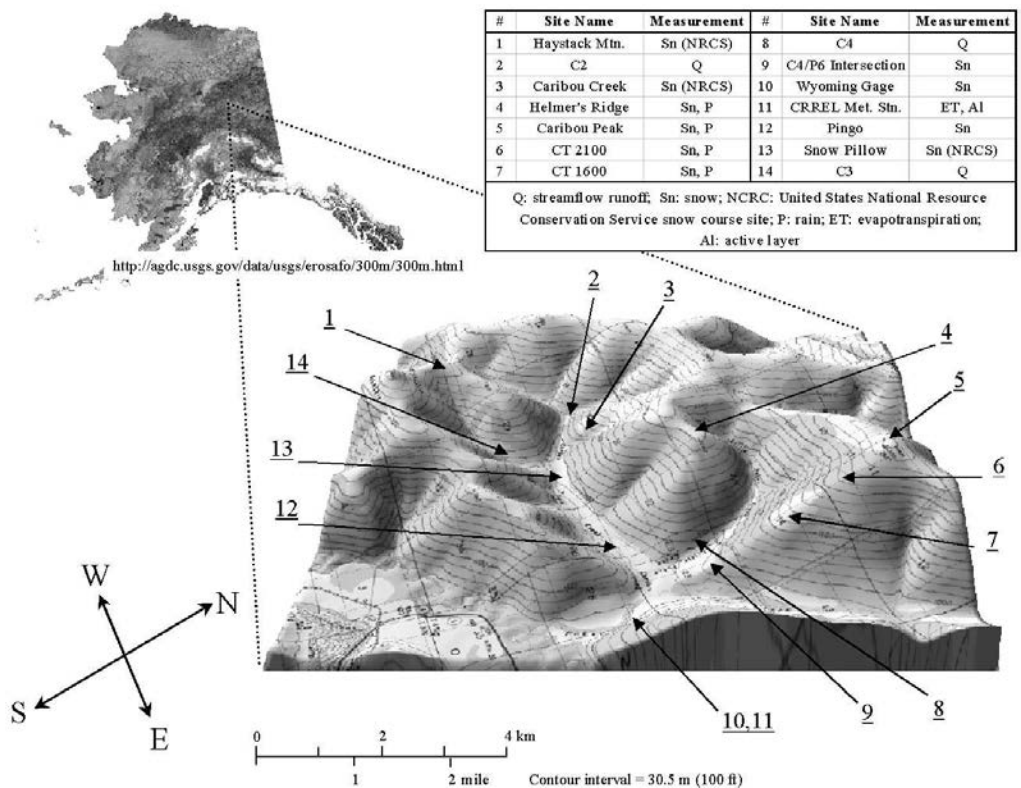 # Site Name Measurement # Site Name Measurement
1 Haystack Mtn. Sn (NRCS) 8 C4 Q
2 C2 Q 9 C4/P6 Intersection Sn
3 Caribou Creek Sn (NRCS) 10 Wyoming Gage Sn
4 Helmer's Ridge Sn, P 11 CRREL Met. Stn. ET, Al
5 Caribou Peak Sn, P 12 Pingo Sn
6 CT 2100 Sn, P 13 Snow Pillow Sn (NRCS)
7 CT 1600 Sn, P 14 C3 Q
Q: streamflow runoff; Sn: snow; NCRC: United States National Resource
Conservation Service snow course site; P: rain; ET: evapotranspiration;
Al: active layer
http://agdc.usgs.gov/data/usgs/erosafo/300m/300m.html
1
2
3
4
14
5
13
6
12
7
W
N
S
E
10,11
9
8
0 2 4 km
1 2 mile
Contour interval = 30.5 m (100 ft)